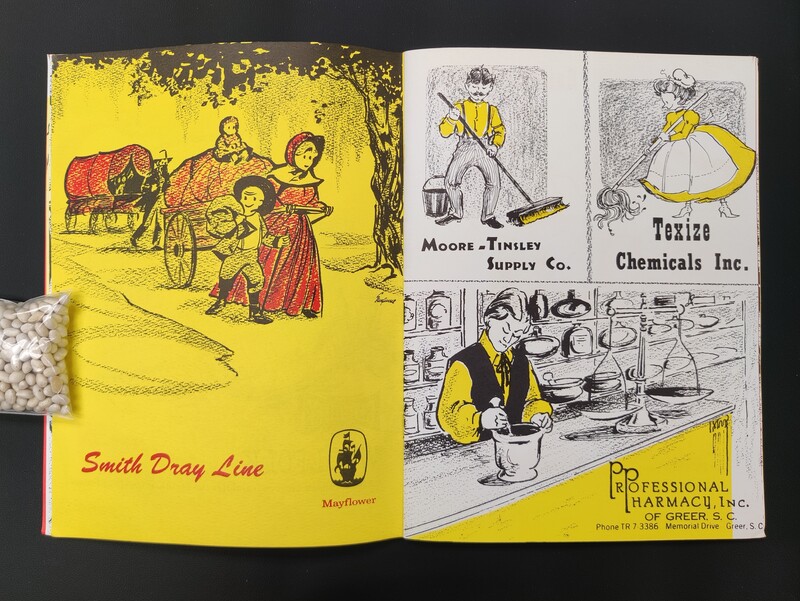 Smith Dray Line
Mayflower
Moore-Tinsley
Supply Co.
Texize
Chemicals Inc.
Professional
Pharmacy, Inc.
OF GREER, S. C.
Phone TR 7-3386 Memorial Drive Greer, S.C.